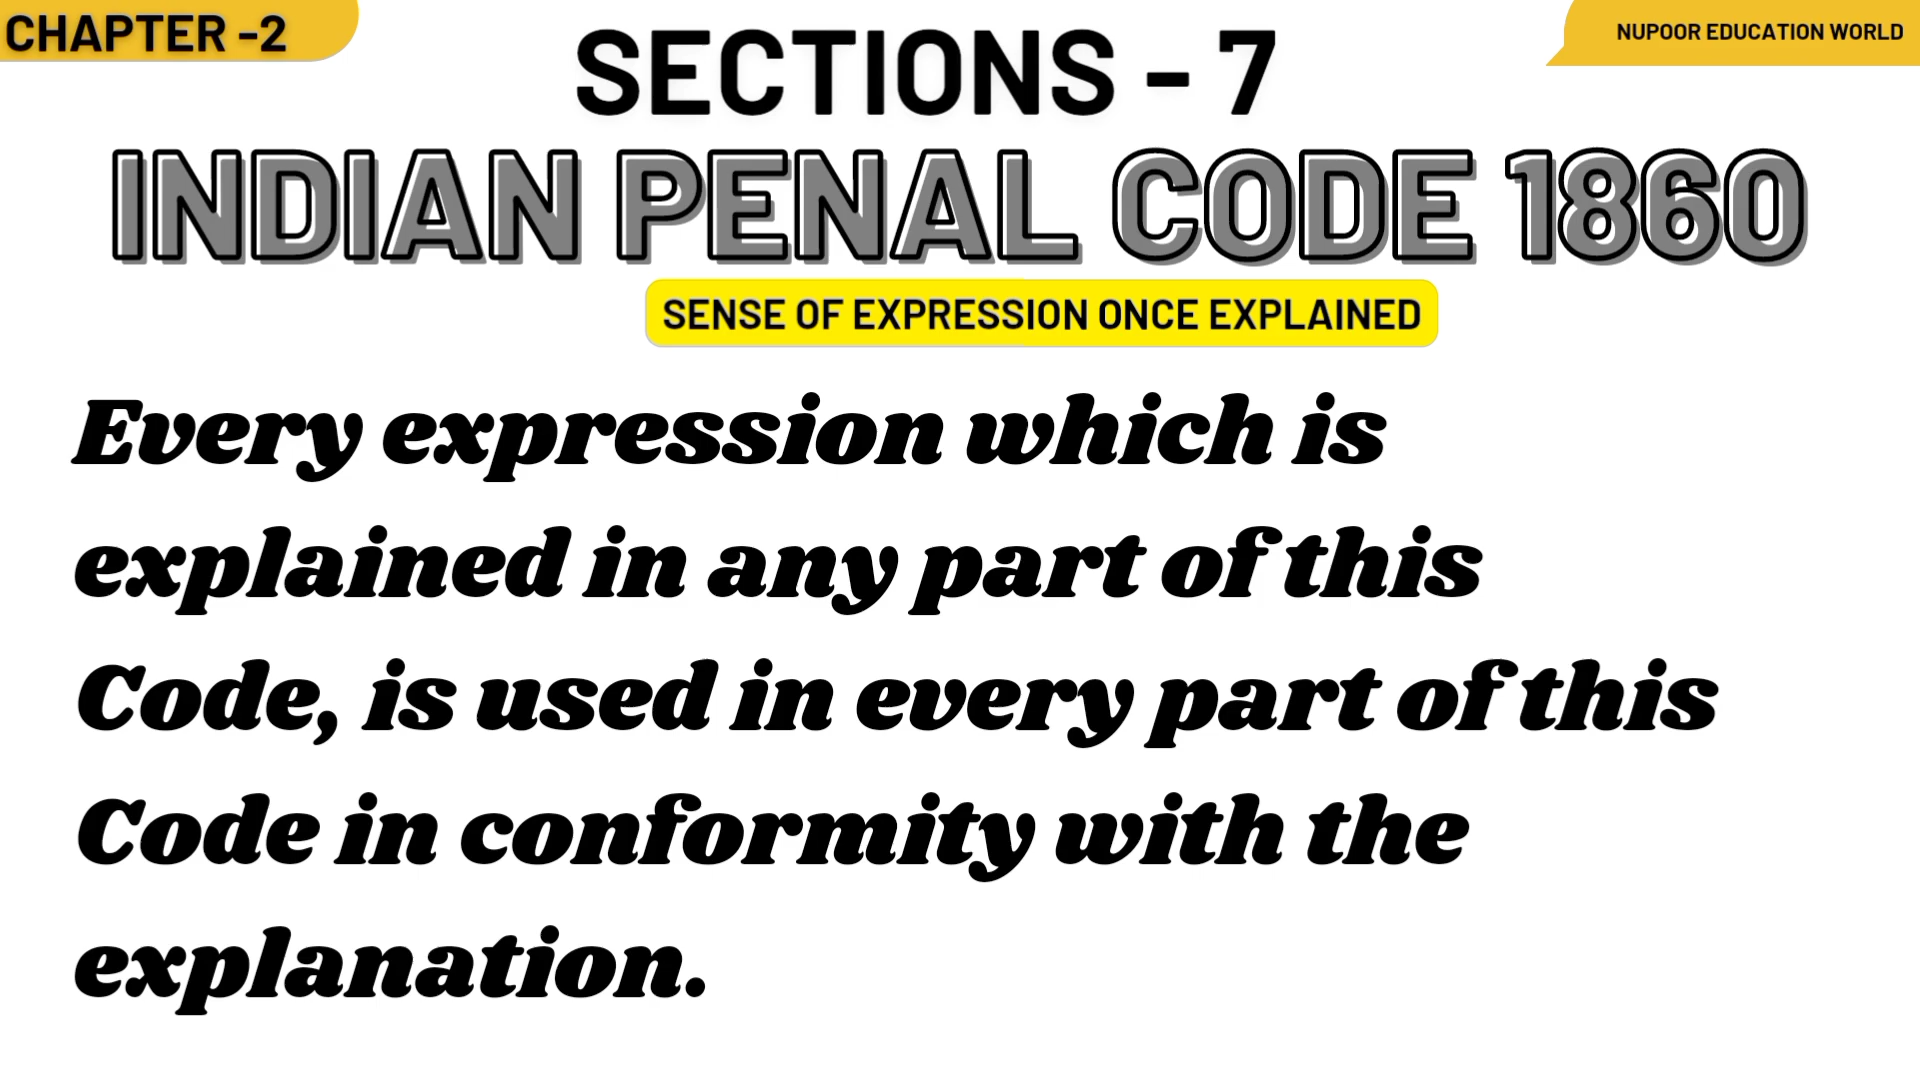 CHAPTER -2
NUPOOR EDUCATION WORLD
SECTIONS - 7
INDIAN PENAL CODE 1860
SENSE OF EXPRESSION ONCE EXPLAINED
Every expression which is
explained in any part of this
Code, is used in every part of this
Code in conformity with the
explanation.